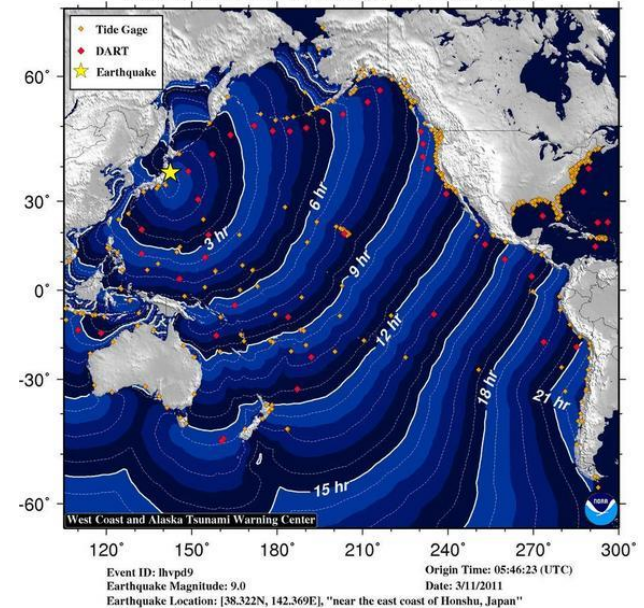 Tide Gage
DART
Earthquake
60°
30°
0°
-30°
-60°
3 hr
6 hr
9 hr
12 hr
15 hr
18 hr
21 hr
NOAA
West Coast and Alaska Tsunami Warning Center
120° 150° 180° 210° 240° 270° 300°
Event ID: lhvpd9
Origin Time: 05:46:23 (UTC)
Earthquake Magnitude: 9.0
Date: 3/11/2011
Earthquake Location: [38.322N, 142.369E], "near the east coast of Honshu, Japan"